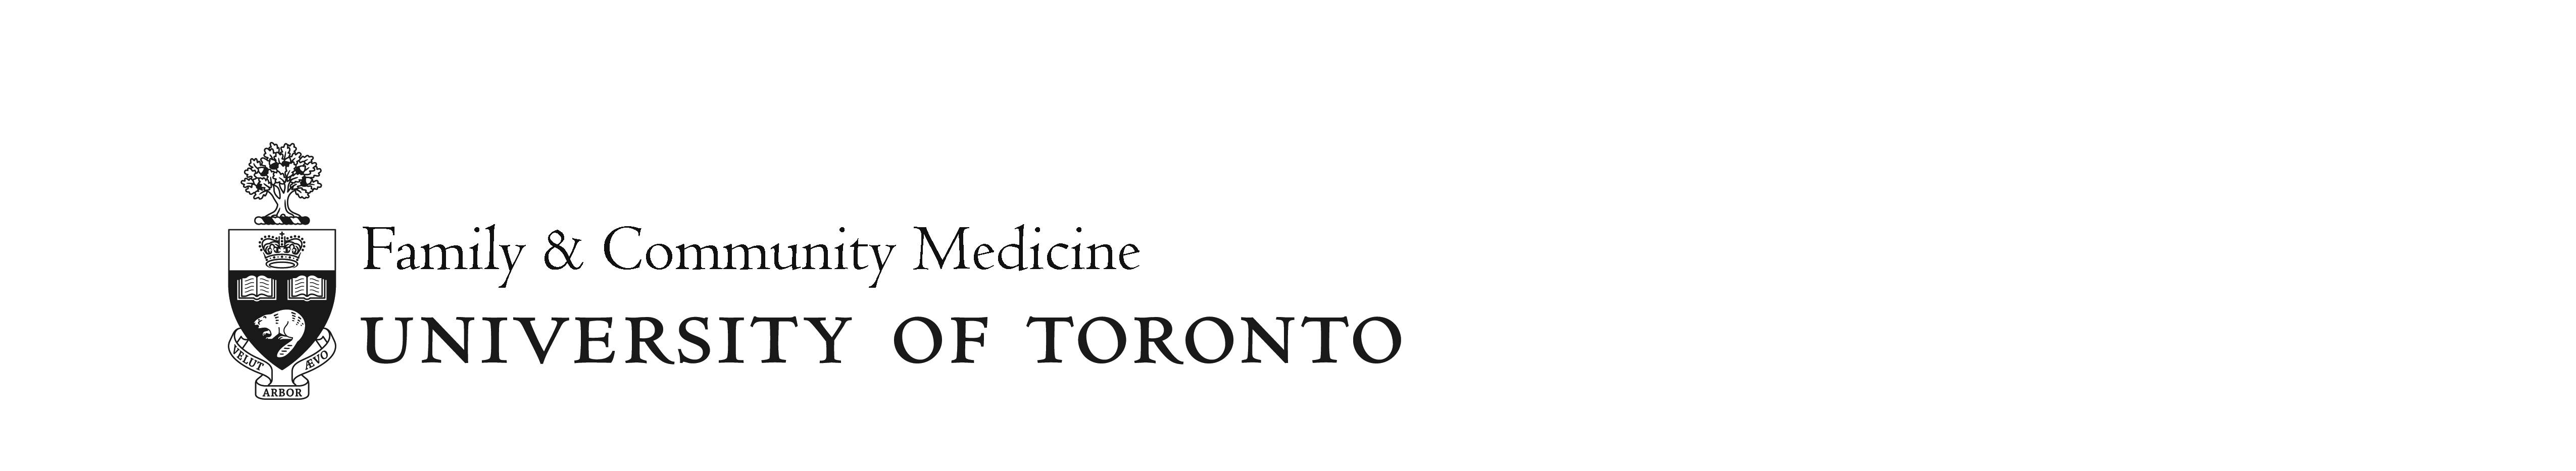 Family & Community Medicine
UNIVERSITY OF TORONTO
VELUT ARBOR ÆVO